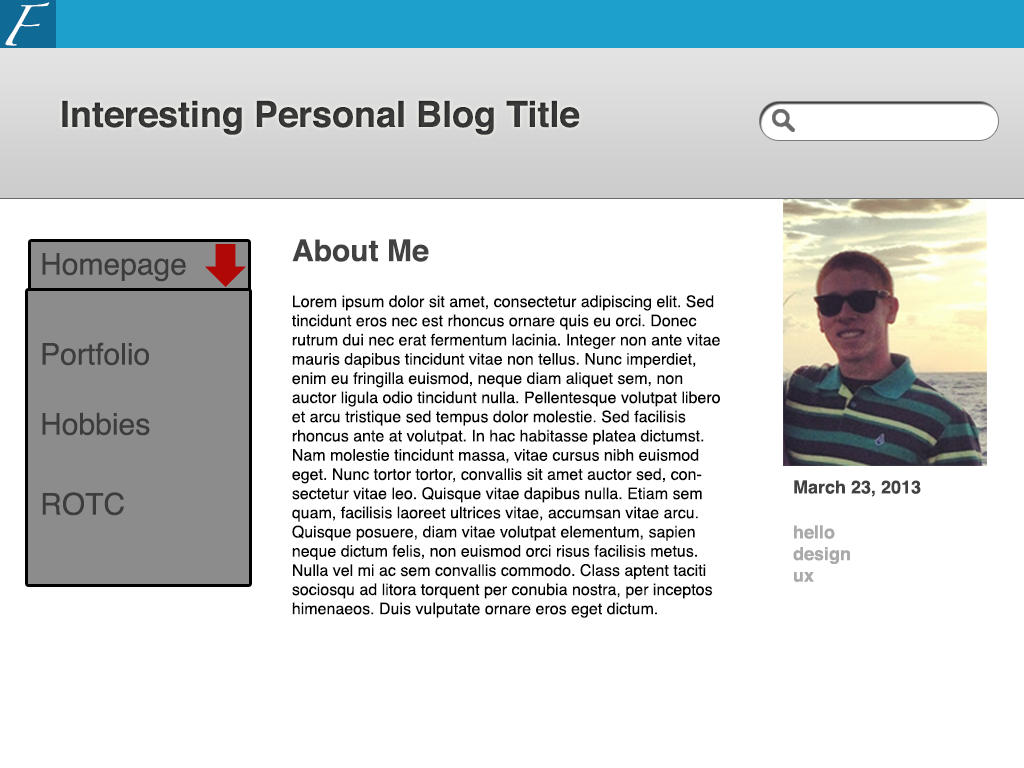 F
Interesting Personal Blog Title
Homepage
Portfolio
Hobbies
ROTC
About Me
Lorem ipsum dolor sit amet, consectetur adipiscing elit. Sed
tincidunt eros nec est rhoncus ornare quis eu orci. Donec
rutrum dui nec erat fermentum lacinia. Integer non ante vitae
mauris dapibus tincidunt vitae non tellus. Nunc imperdiet,
enim eu fringilla euismod, neque diam aliquet sem, non
auctor ligula odio tincidunt nulla. Pellentesque volutpat libero
et arcu tristique sed tempus dolor molestie. Sed facilisis
rhoncus ante at volutpat. In hac habitasse platea dictumst.
Nam molestie tincidunt massa, vitae cursus nibh euismod
eget. Nunc tortor tortor, convallis sit amet auctor sed, con-
sectetur vitae leo. Quisque vitae dapibus nulla. Etiam sem
quam, facilisis laoreet ultrices vitae, accumsan vitae arcu.
Quisque posuere, diam vitae volutpat elementum, sapien
neque dictum felis, non euismod orci risus facilisis metus.
Nulla vel mi ac sem convallis commodo. Class aptent taciti
sociosqu ad litora torquent per conubia nostra, per inceptos
himenaeos. Duis vulputate ornare eros eget dictum.
March 23, 2013
hello
design
ux